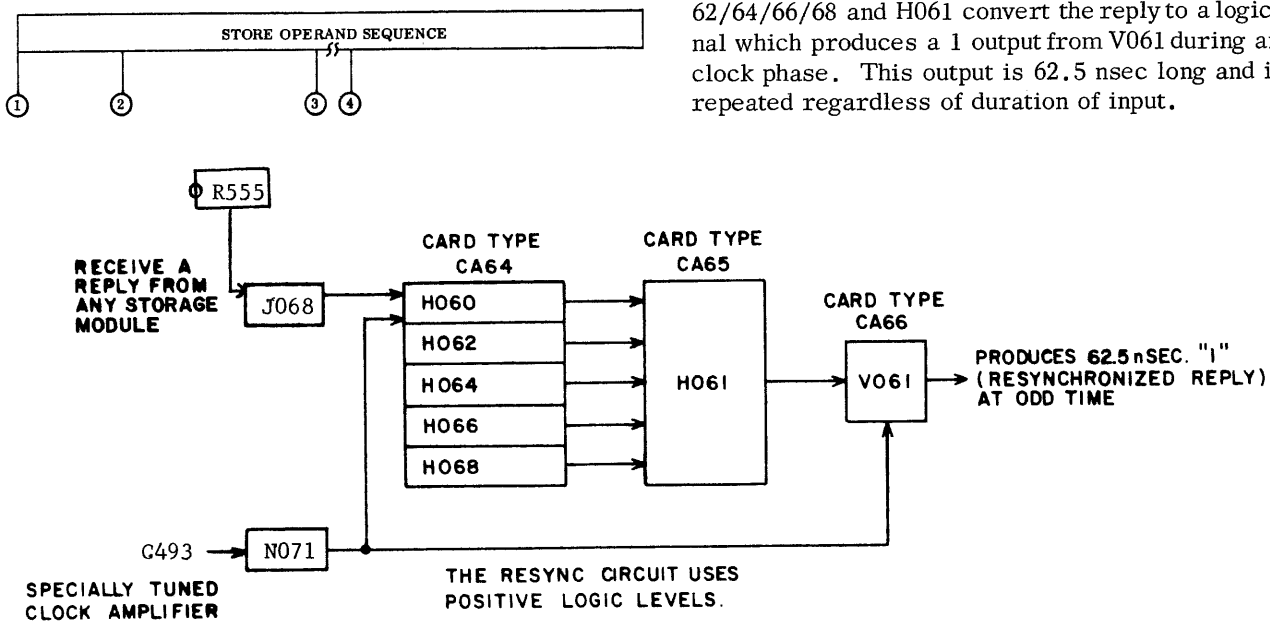 STORE OPERAND SEQUENCE
1 2 3 4
62/64/66/68 and H061 convert the reply to a logic
nal which produces a 1 output from V061 during a
clock phase. This output is 62.5 nsec long and i
repeated regardless of duration of input.
R555
RECEIVE A
REPLY FROM
ANY STORAGE
MODULE
J068
CARD TYPE
CA64
H060
H062
H064
H066
H068
CARD TYPE
CA65
H061
CARD TYPE
CA66
V061
PRODUCES 62.5 nSEC. "1"
(RESYNCHRONIZED REPLY)
AT ODD TIME
G493
N071
SPECIALLY TUNED
CLOCK AMPLIFIER
THE RESYNC CIRCUIT USES
POSITIVE LOGIC LEVELS.